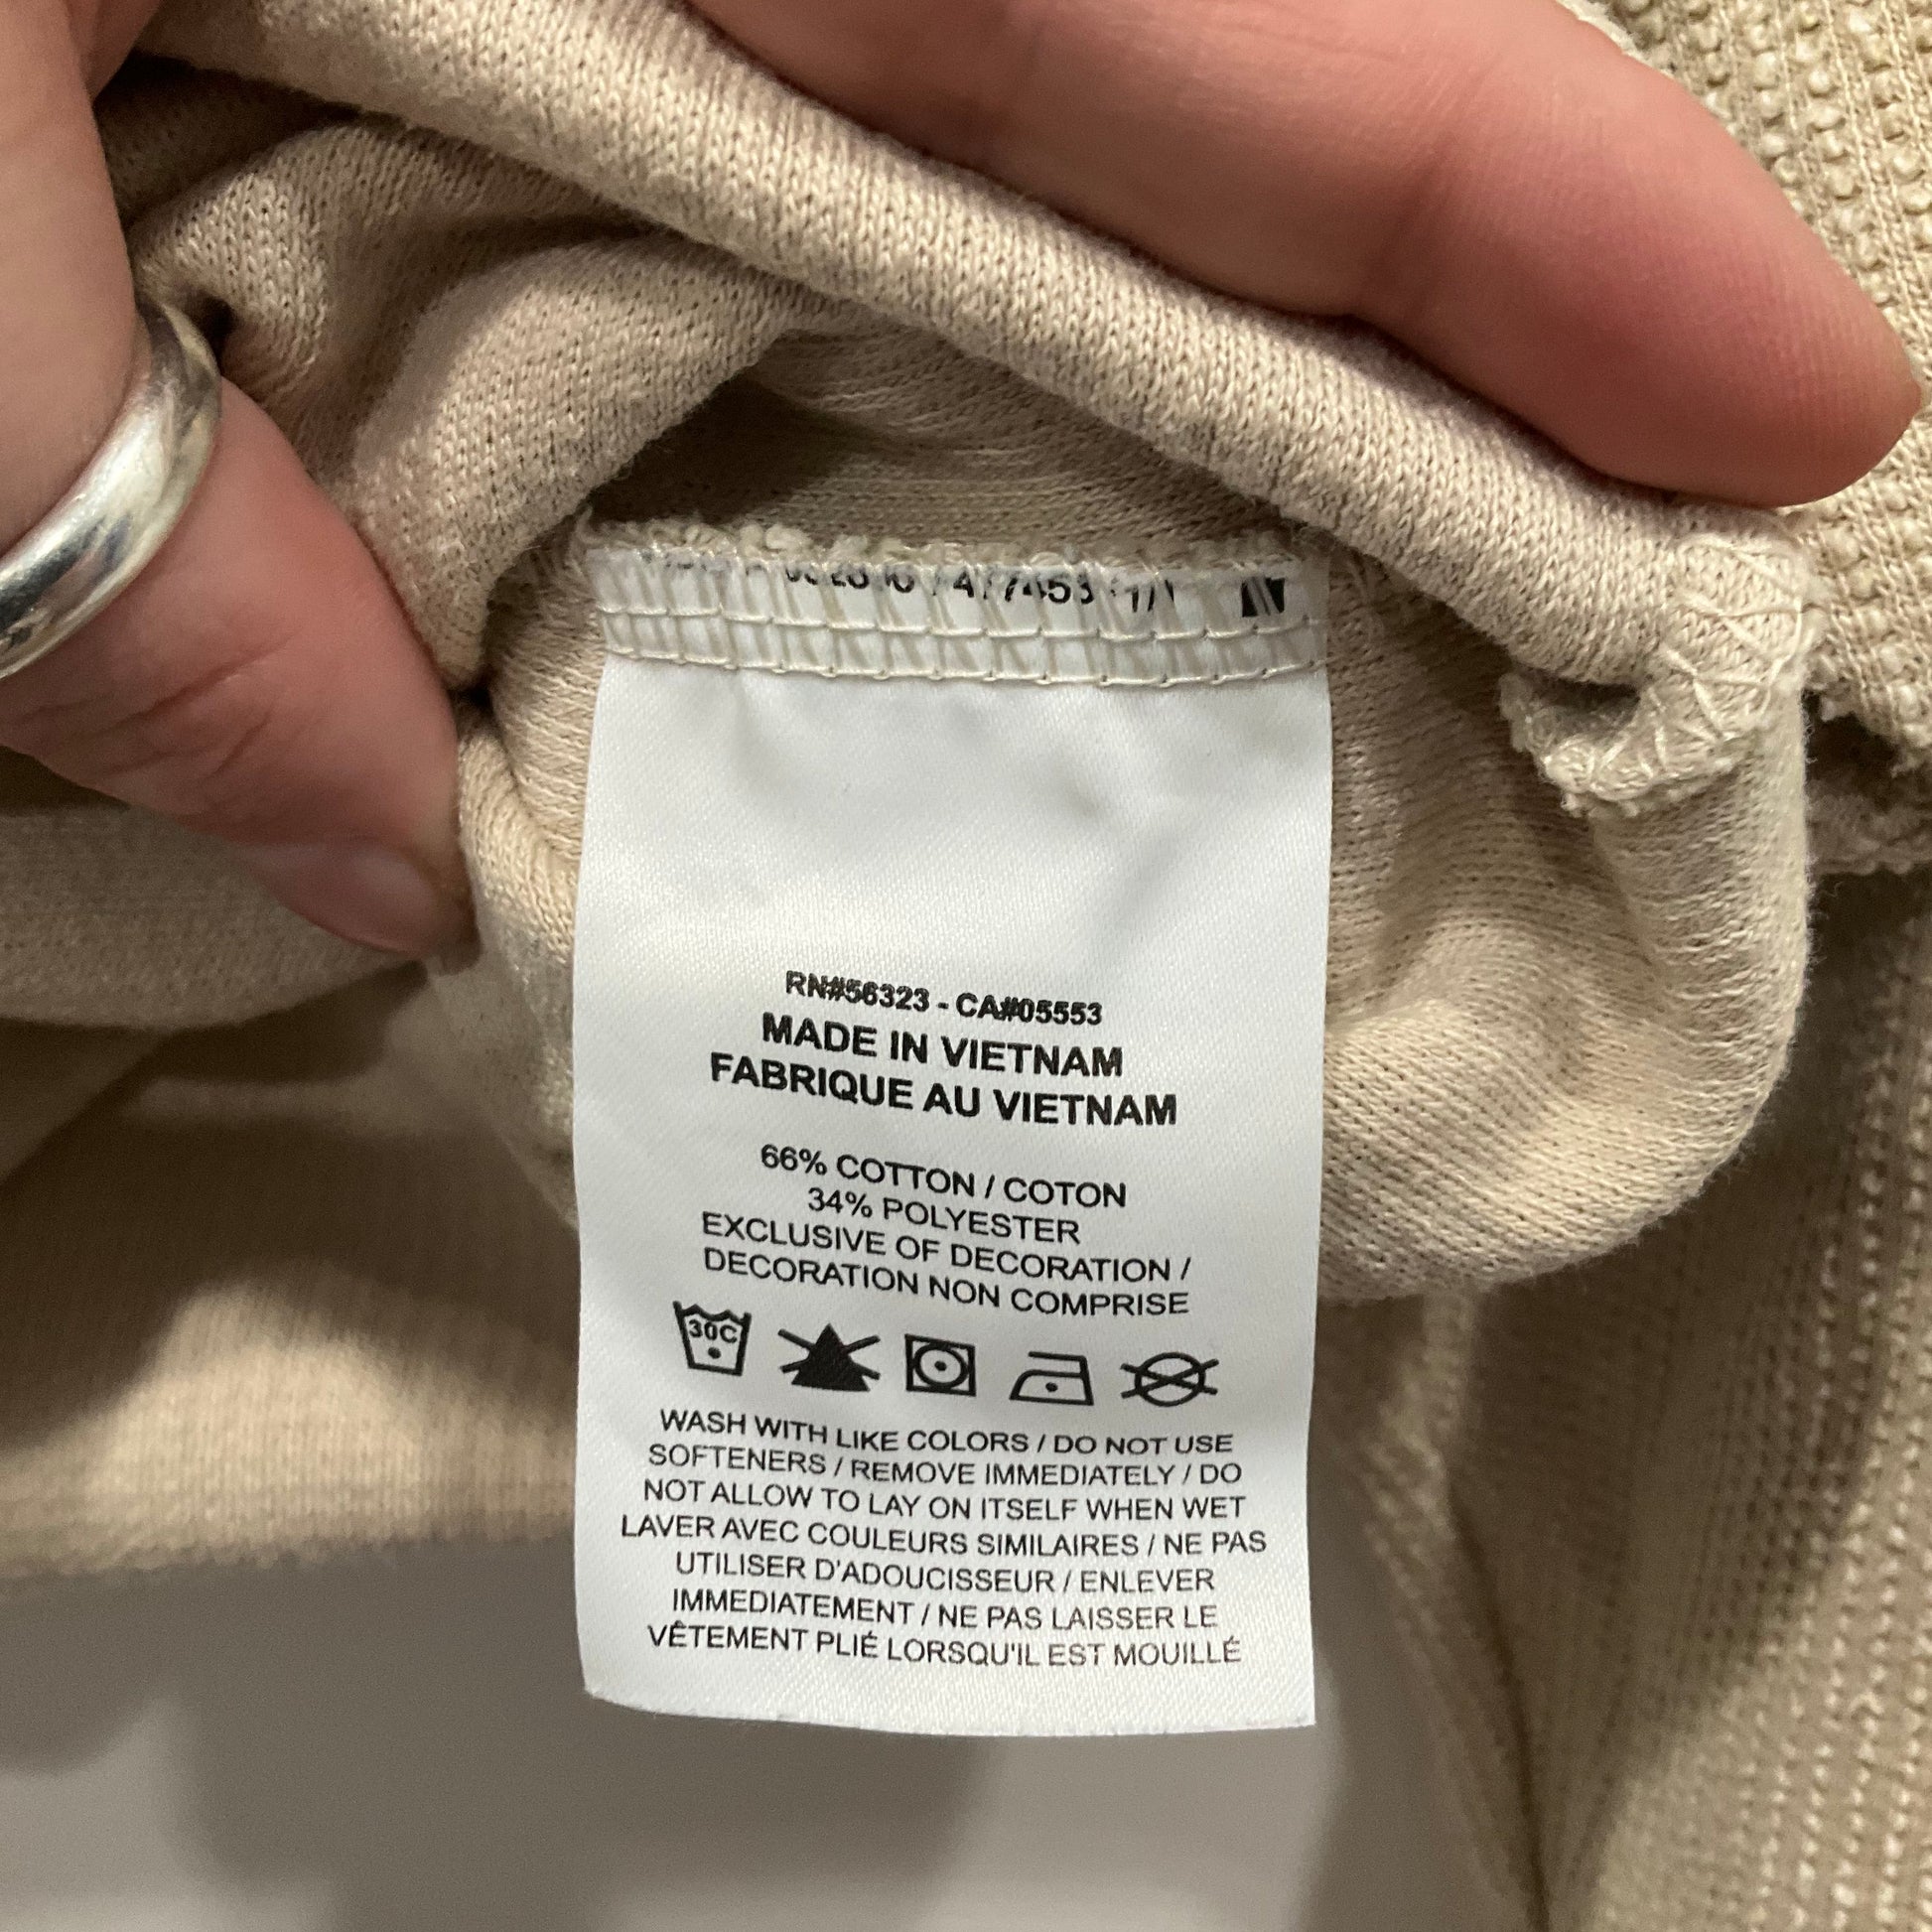 RN#56323 - CA#05553
MADE IN VIETNAM
FABRIQUE AU VIETNAM
66% COTTON / COTON
34% POLYESTER
EXCLUSIVE OF DECORATION /
DECORATION NON COMPRISE
30C
WASH WITH LIKE COLORS / DO NOT USE
SOFTENERS / REMOVE IMMEDIATELY / DO
NOT ALLOW TO LAY ON ITSELF WHEN WET
LAVER AVEC COULEURS SIMILAIRES / NE PAS
UTILISER D'ADOUCISSEUR / ENLEVER
IMMEDIATEMENT / NE PAS LAISSER LE
VÊTEMENT PLIÉ LORSQU'IL EST MOUILLÉ